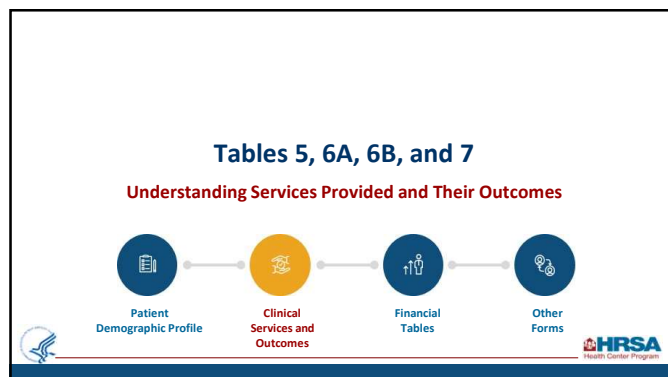 Tables 5, 6A, 6B, and 7
Understanding Services Provided and Their Outcomes
Patient
Demographic Profile
Clinical
Services and
Outcomes
Financial
Tables
Other
Forms
HRSA
Health Center Program